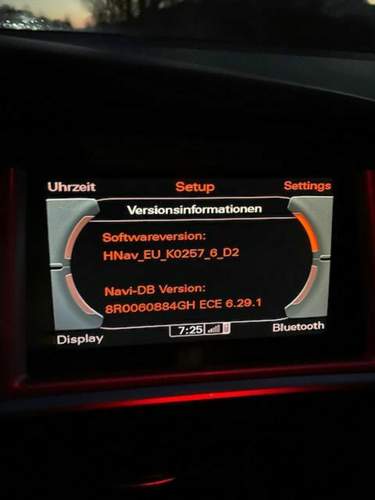 Uhrzeit Setup Settings
Versionsinformationen
Softwareversion:
HNav_EU_K0257_6_D2
Navi-DB Version:
8R0060884GH ECE 6.29.1
Display 7:25 Bluetooth